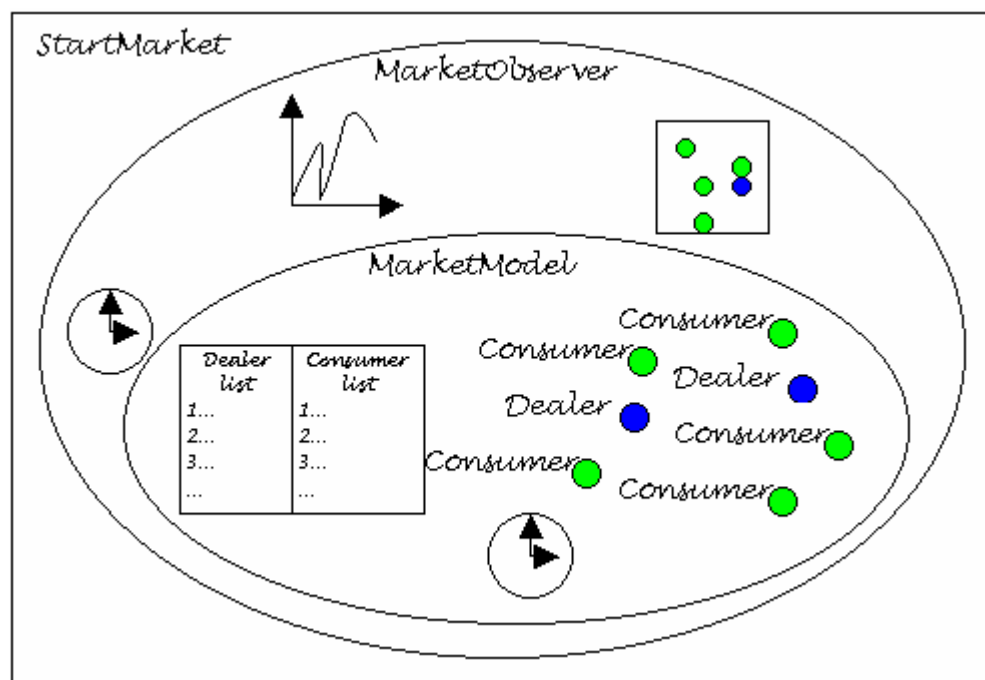 StartMarket
MarketObserver
MarketModel
Consumer
Consumer
Dealer
Dealer
Consumer
Consumer
Consumer
Dealer
list
1...
2...
3...
...
Consumer
list
1...
2...
3...
...